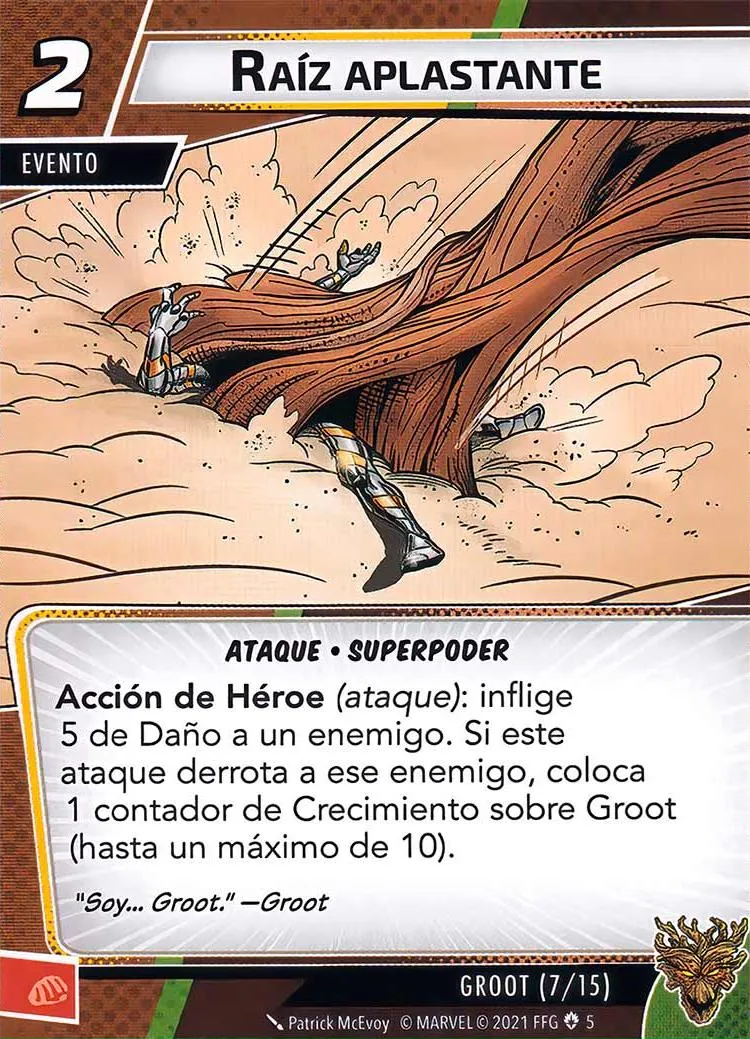 2
RAÍZ APLASTANTE
EVENTO
ATAQUE • SUPERPODER
Acción de Héroe (ataque): inflige
5 de Daño a un enemigo. Si este
ataque derrota a ese enemigo, coloca
1 contador de Crecimiento sobre Groot
(hasta un máximo de 10).
"Soy... Groot." —Groot
GROOT (7/15)
Patrick McEvoy © MARVEL © 2021 FFG 5